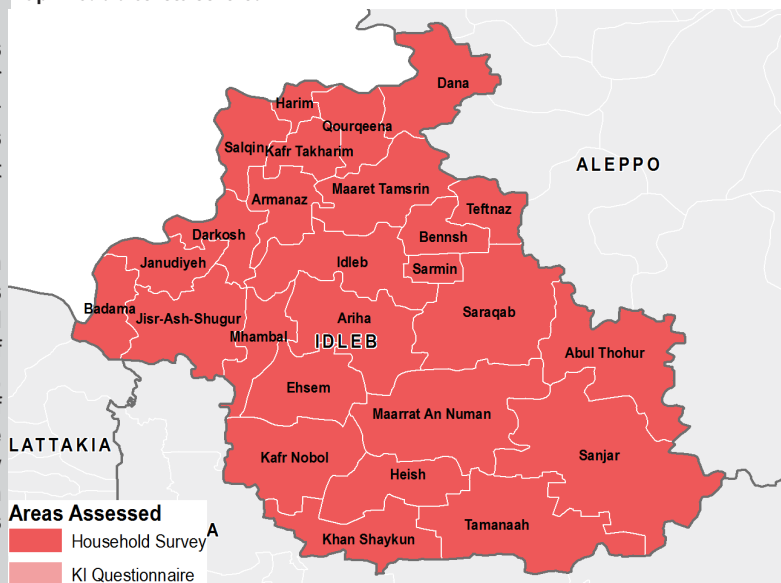 Dana
Harim
Qourqeena
Salqin
Kafr Takharim
ALEPPO
Maaret Tamsrin
Armanaz
Teftnaz
Darkosh
Bennsh
Janudiyeh
Idleb
Sarmin
Badama
Jisr-Ash-Shugur
Saraqab
Ariha
Mhambal
IDLEB
Abul Thohur
Ehsem
Maarrat An Numan
LATTAKIA
Kafr Nobol
Sanjar
Heish
Areas Assessed
Tamanaah
A
Household Survey
Khan Shaykun
KI Questionnaire